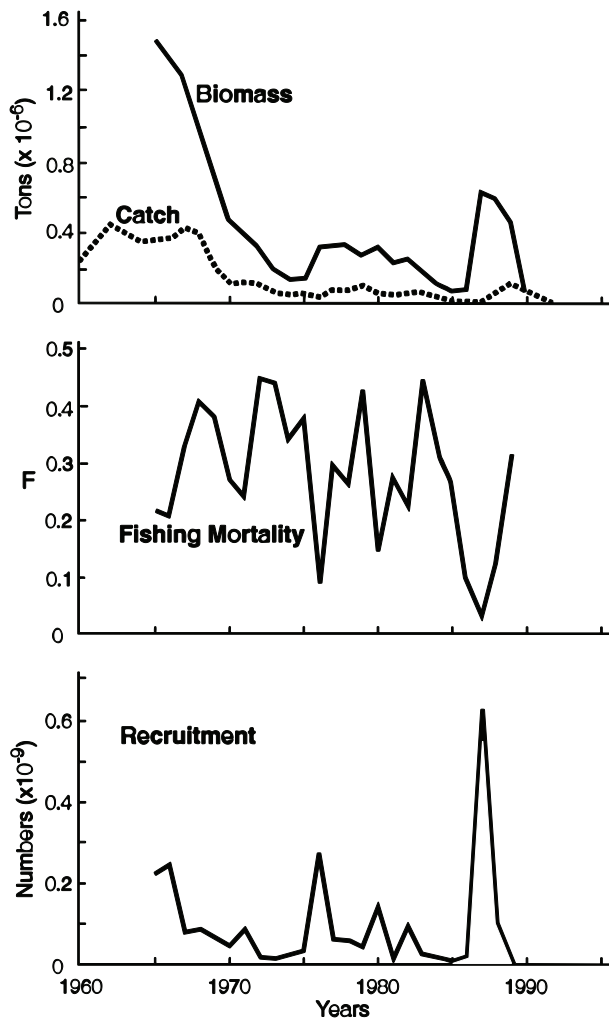 1.6
1.2
0.8
0.4
0
Tons (x 10-6)
Biomass
Catch
0.5
0.4
0.3
0.2
0.1
0
F
Fishing Mortality
0.6
0.4
0.2
0
Numbers (x10-9)
Recruitment
1960 1970 1980 1990
Years